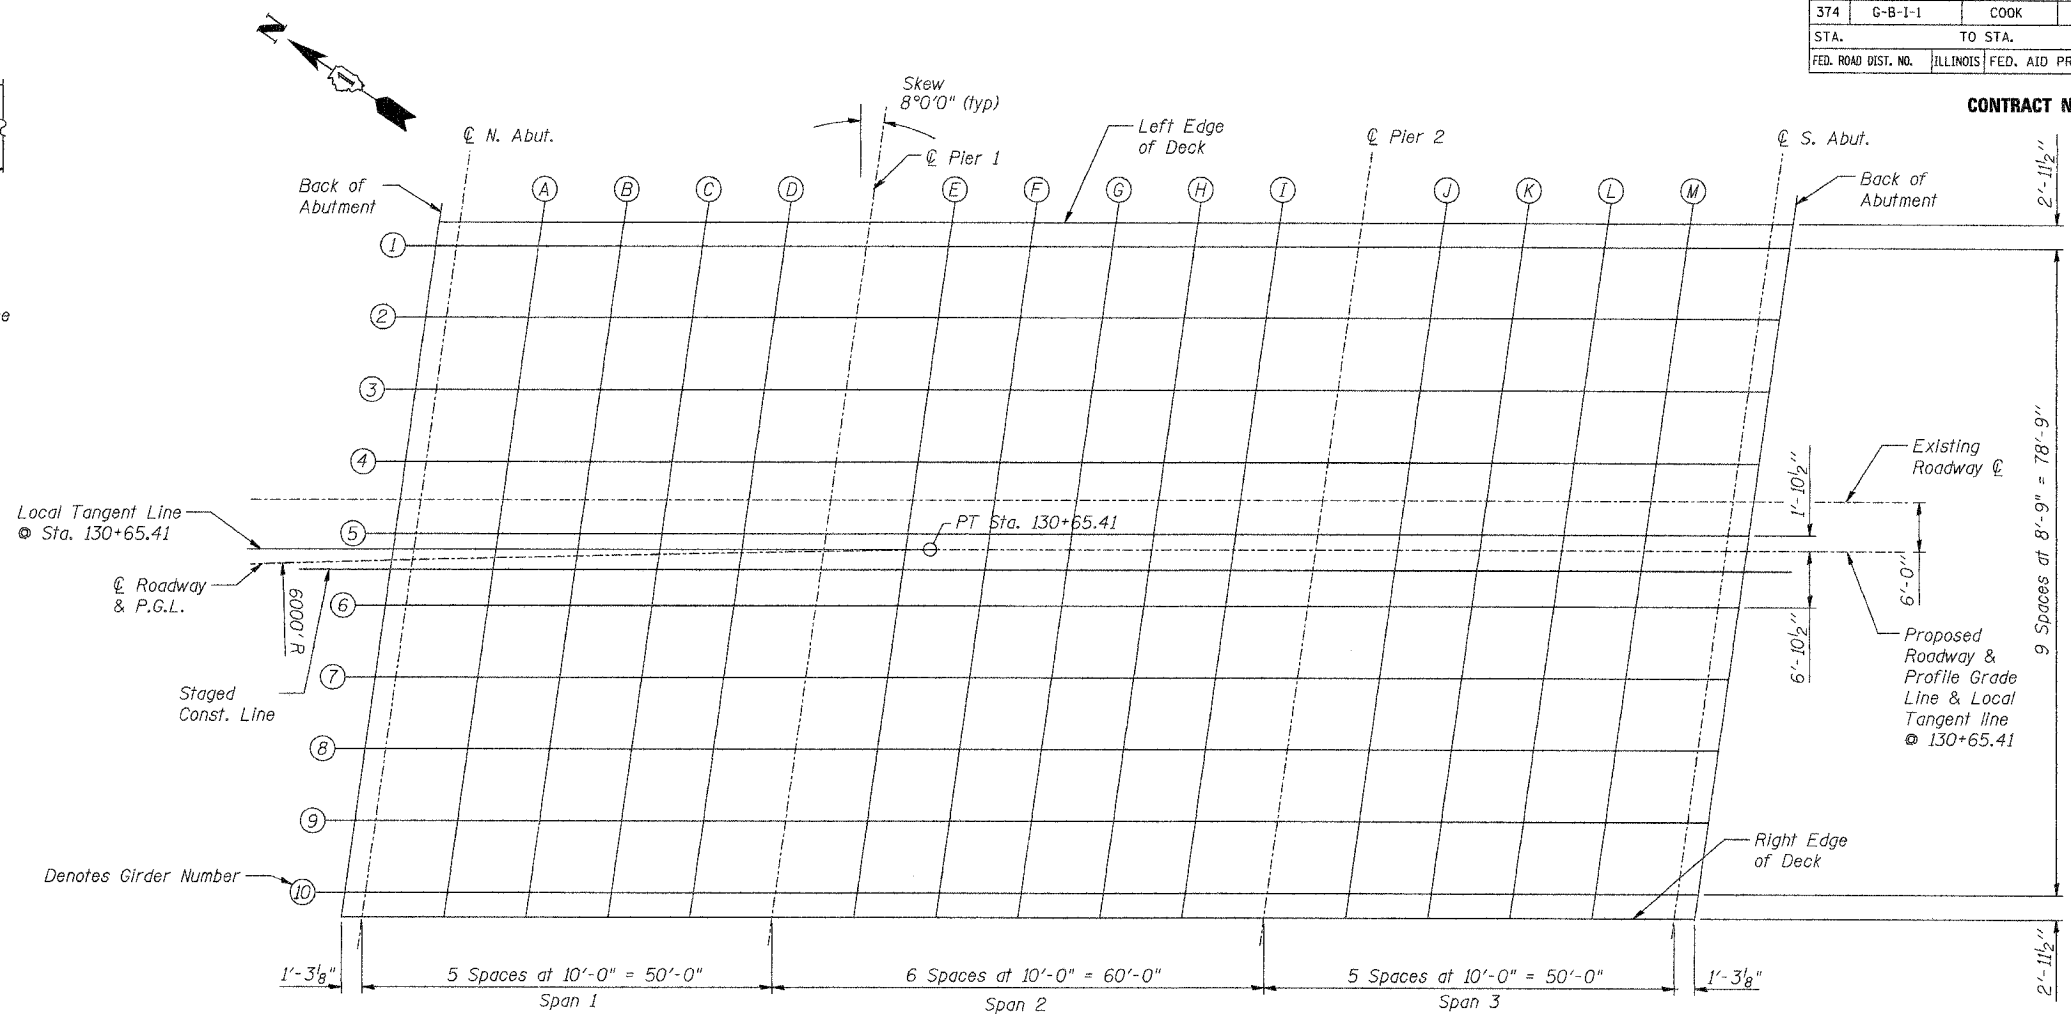 374 G-B-I-1 COOK
STA. TO STA.
FED. ROAD DIST. NO. ILLINOIS FED. AID PR
CONTRACT N
N
Skew
8°0'0" (typ)
℄ N. Abut.
Left Edge
of Deck
℄ Pier 1
℄ Pier 2
℄ S. Abut.
Back of
Abutment
A B C D E F G H I J K L M
Back of
Abutment
2'-11½"
1
2
3
4
5
6
7
8
9
10
Local Tangent Line
@ Sta. 130+65.41
PT Sta. 130+65.41
℄ Roadway
& P.G.L.
6000' R
Staged
Const. Line
Denotes Girder Number
1'-10½"
6'-10½"
Existing
Roadway ℄
6'-0"
9 Spaces at 8'-9" = 78'-9"
Proposed
Roadway &
Profile Grade
Line & Local
Tangent line
@ 130+65.41
Right Edge
of Deck
2'-11½"
1'-3⅛"
5 Spaces at 10'-0" = 50'-0"
Span 1
6 Spaces at 10'-0" = 60'-0"
Span 2
5 Spaces at 10'-0" = 50'-0"
Span 3
1'-3⅛"